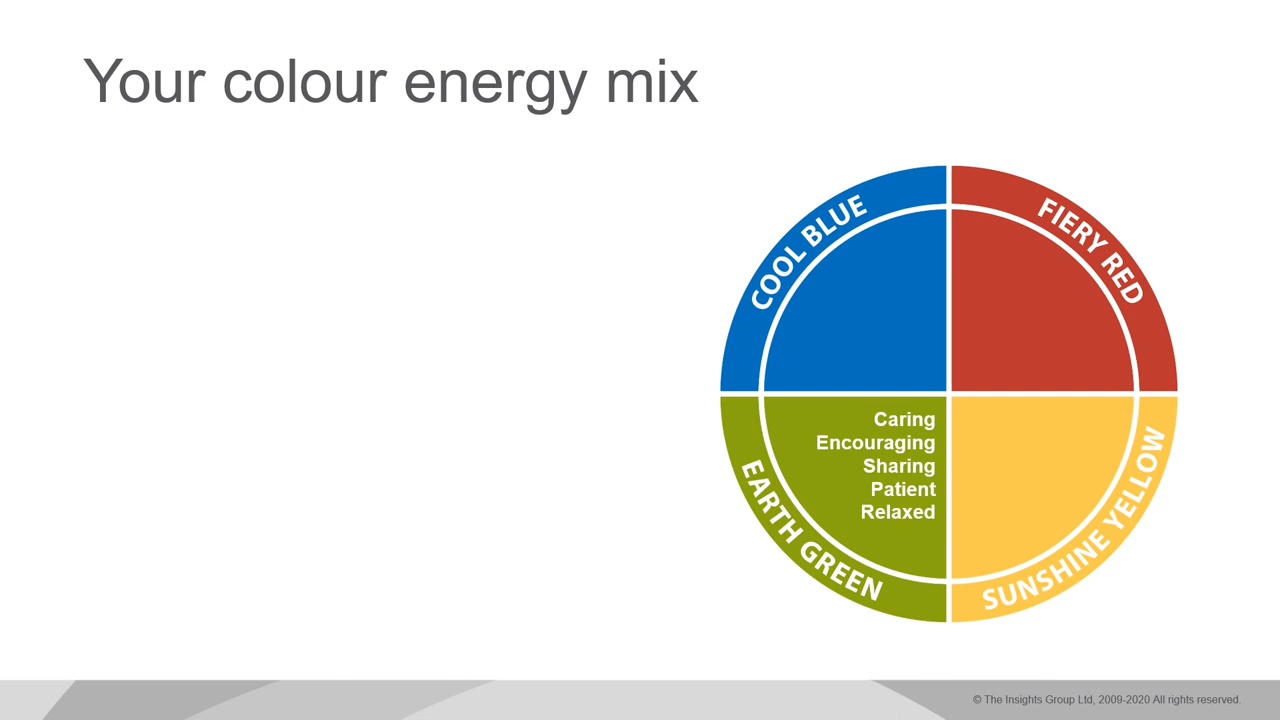 Your colour energy mix
COOL BLUE
FIERY RED
Caring
Encouraging
Sharing
Patient
Relaxed
EARTH GREEN
SUNSHINE YELLOW
© The Insights Group Ltd, 2009-2020 All rights reserved.